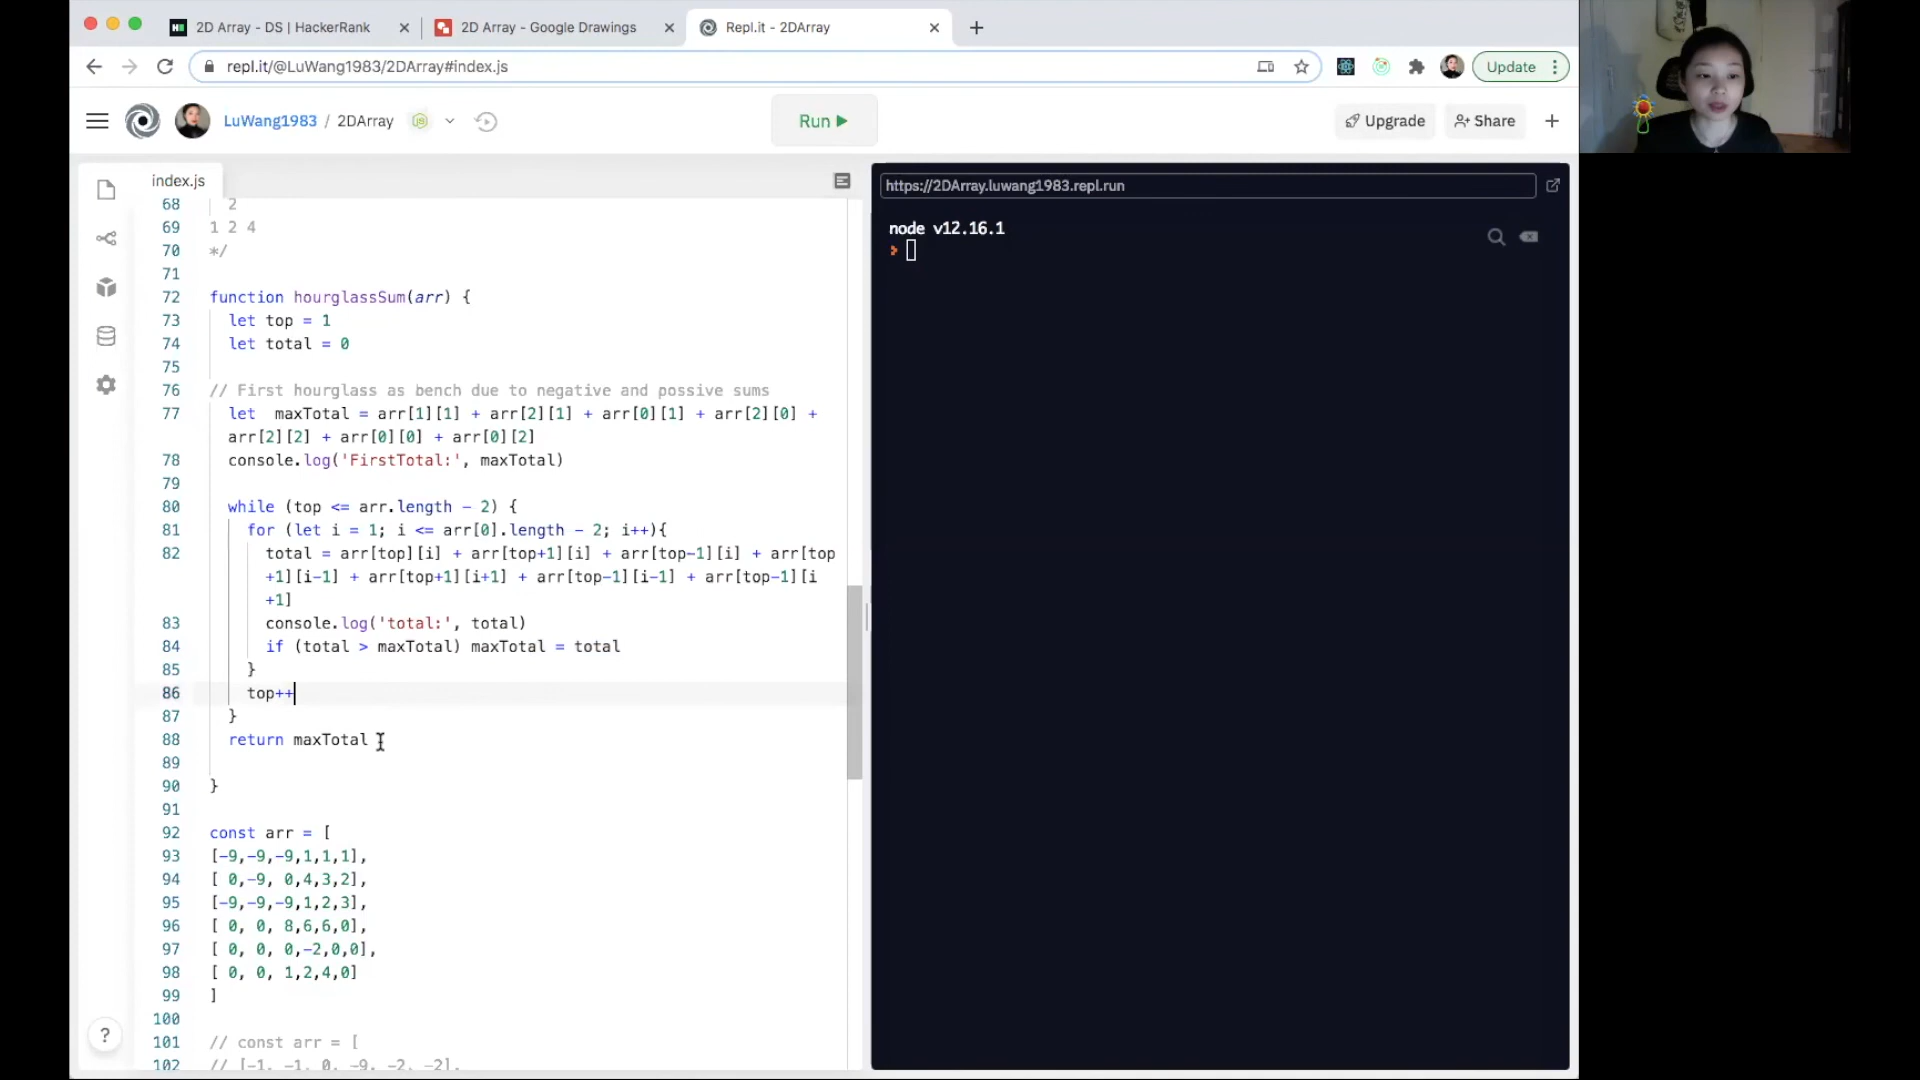 2D Array - DS | HackerRank
2D Array - Google Drawings
Repl.it - 2DArray
repl.it/@LuWang1983/2DArray#index.js
Update
LuWang1983 / 2DArray
Run
Upgrade
Share
index.js
https://2DArray.luwang1983.repl.run
node v12.16.1
68 2
69 1 2 4
70 */
71
72 function hourglassSum(arr) {
73 let top = 1
74 let total = 0
75
76 // First hourglass as bench due to negative and possive sums
77 let  maxTotal = arr[1][1] + arr[2][1] + arr[0][1] + arr[2][0] +
arr[2][2] + arr[0][0] + arr[0][2]
78 console.log('FirstTotal:', maxTotal)
79
80 while (top <= arr.length - 2) {
81 for (let i = 1; i <= arr[0].length - 2; i++){
82 total = arr[top][i] + arr[top+1][i] + arr[top-1][i] + arr[top
+1][i-1] + arr[top+1][i+1] + arr[top-1][i-1] + arr[top-1][i
+1]
83 console.log('total:', total)
84 if (total > maxTotal) maxTotal = total
85 }
86 top++
87 }
88 return maxTotal
89
90 }
91
92 const arr = [
93 [-9,-9,-9,1,1,1],
94 [ 0,-9, 0,4,3,2],
95 [-9,-9,-9,1,2,3],
96 [ 0, 0, 8,6,6,0],
97 [ 0, 0, 0,-2,0,0],
98 [ 0, 0, 1,2,4,0]
99 ]
100
101 // const arr = [
102 // [-1, -1, 0, -9, -2, -2],
?